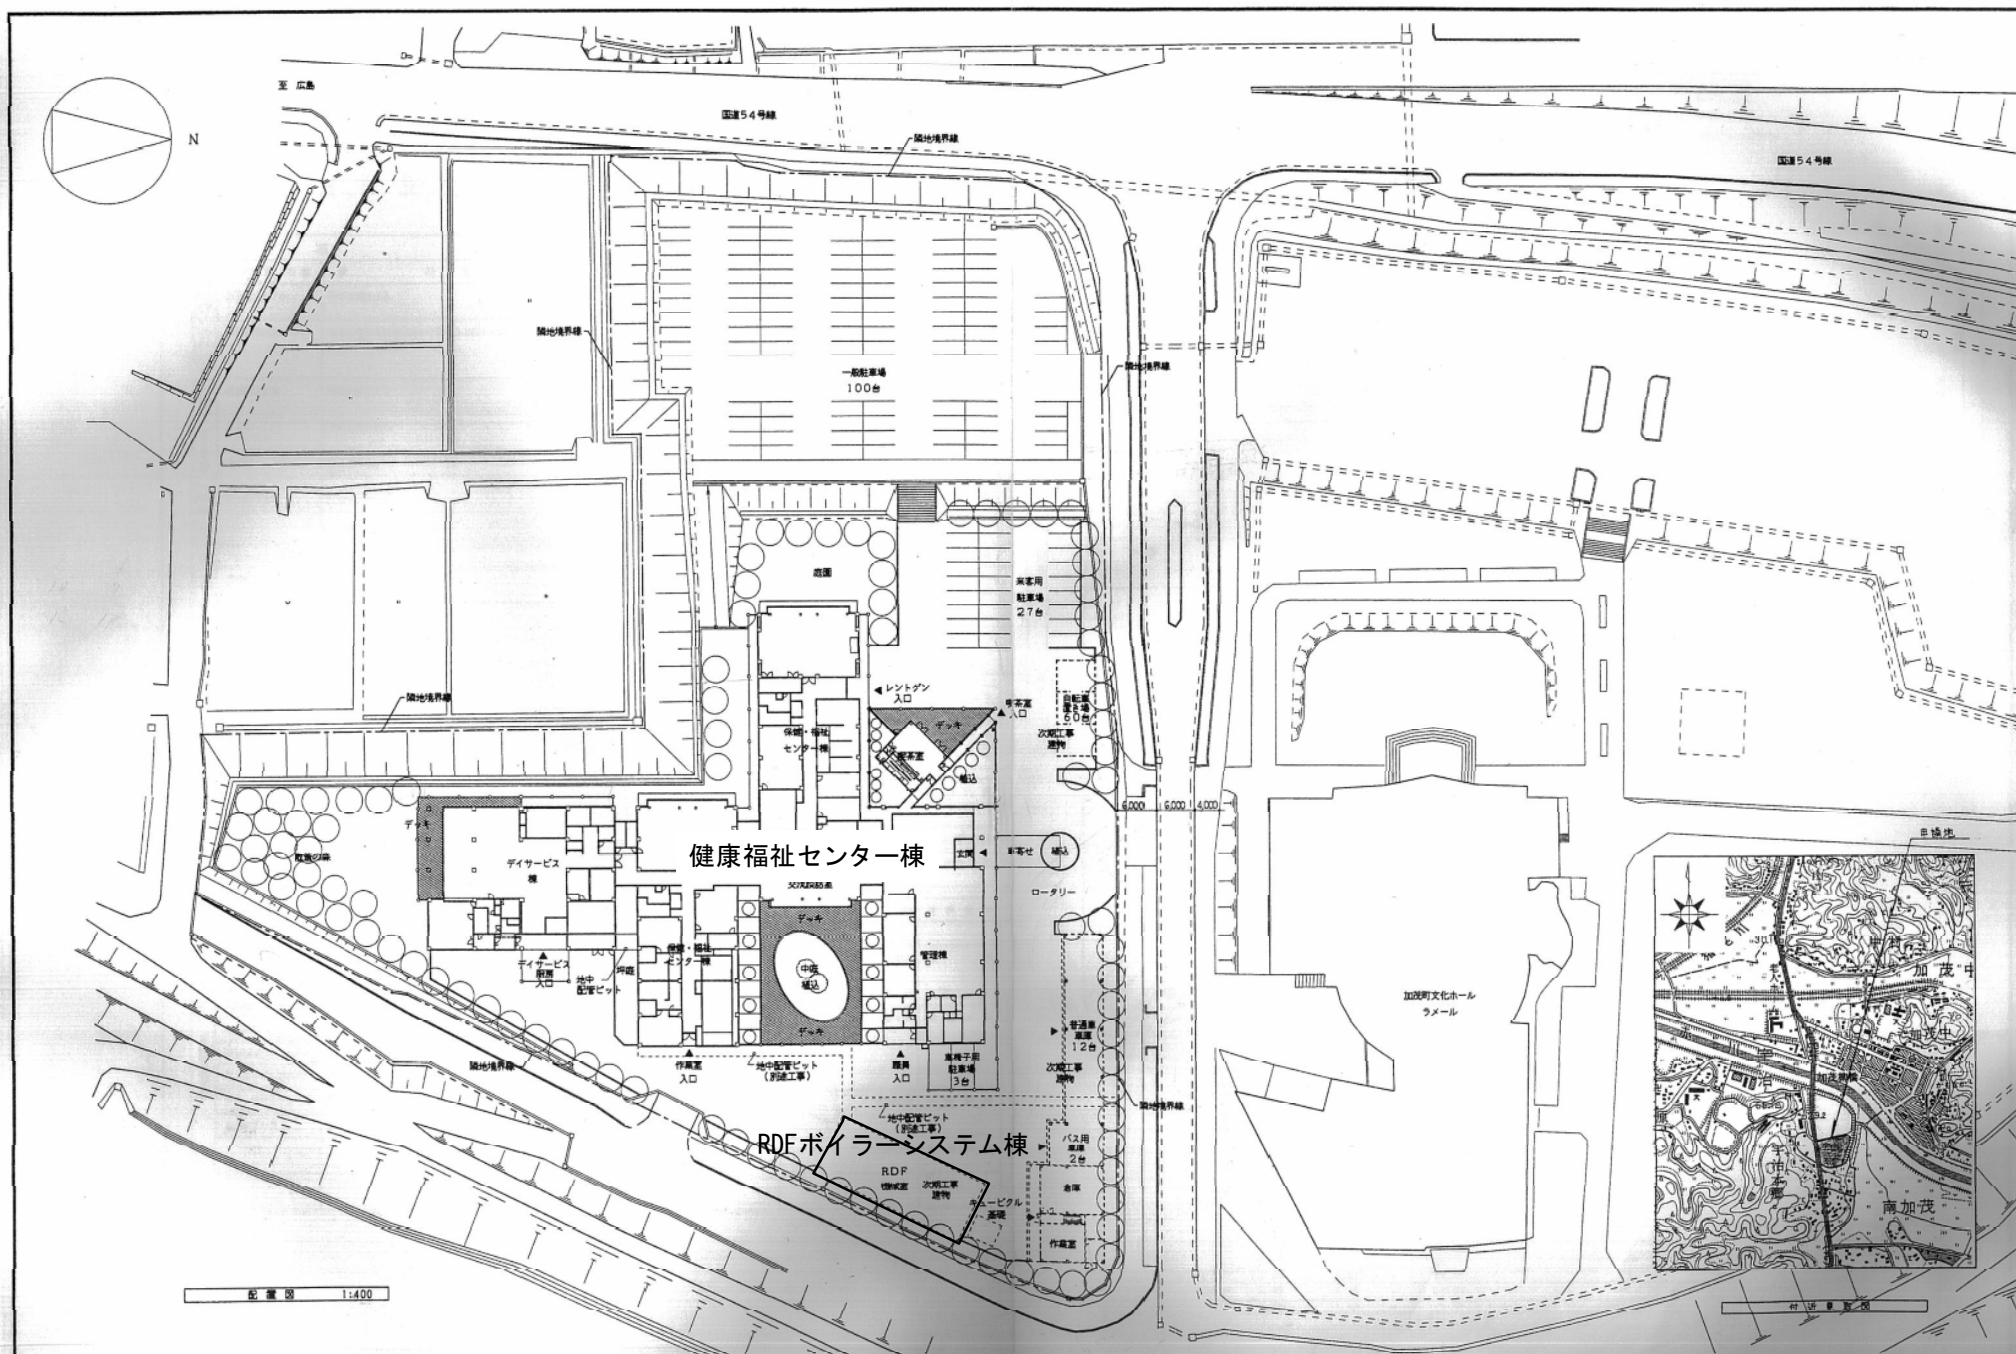 至 広島
国道54号線
N
隣地境界線
国道54号線
隣地境界線
一般駐車場
100台
隣地境界線
庭園
来客用
駐車場
27台
隣地境界線
レントゲン
入口
喫茶室
入口
自転車
置き場
60台
デッキ
保健・福祉
センター棟
次期工事
建物
喫茶室
植込
6,000 6,000 4,000
デッキ
デイサービス
棟
健康福祉センター棟
玄関
車寄せ
植込
ロータリー
デッキ
保健・福祉
センター棟
管理棟
デイサービス
厨房
入口
地中
配管ピット
坪庭
中庭
植込
デッキ
普通車
車庫
12台
加茂町文化ホール
ラメール
隣地境界線
作業室
入口
地中配管ピット
(別途工事)
職員
入口
車椅子用
駐車場
3台
次期工事
建物
隣地境界線
地中配管ピット
(別途工事)
RDFボイラーシステム棟
バス用
車庫
2台
RDF
機械室
次期工事
建物
キュービクル
基礎
倉庫
作業室
配置図 1:400
申請地
加茂中
加茂中
南加茂
付近見取図